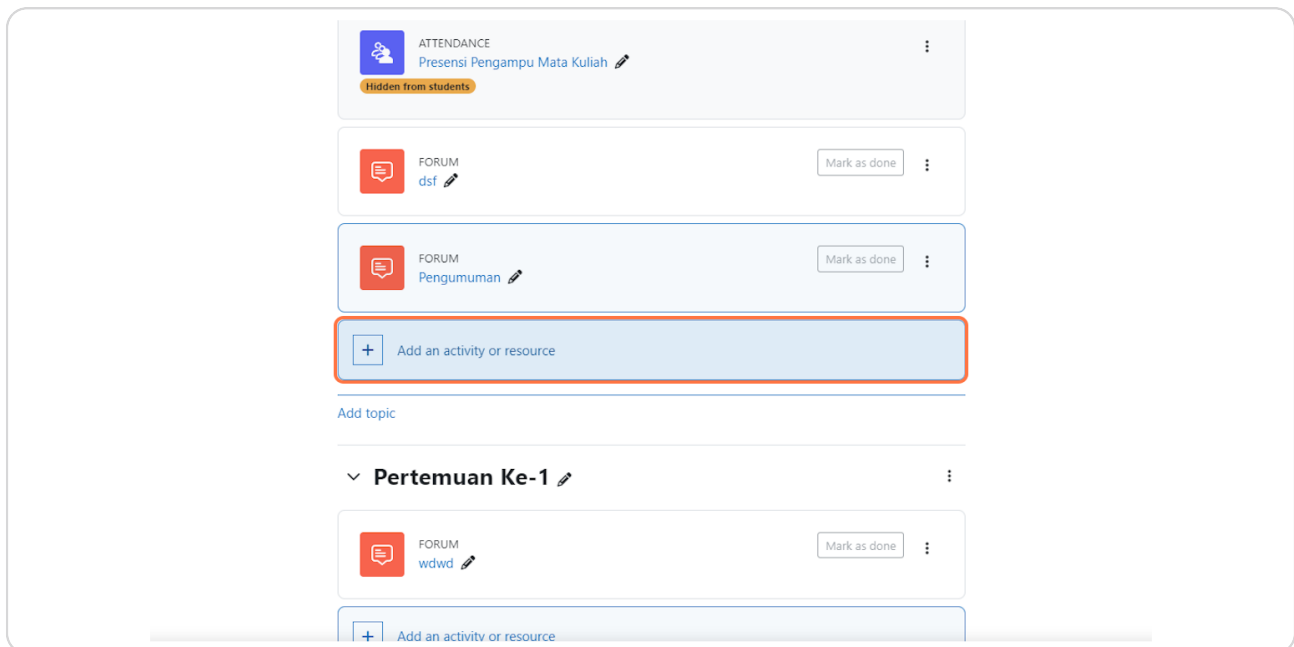 ATTENDANCE
Presensi Pengampu Mata Kuliah
Hidden from students
FORUM
Mark as done
dsf
FORUM
Mark as done
Pengumuman
+ Add an activity or resource
Add topic
Pertemuan Ke-1
FORUM
Mark as done
wdwd
+ Add an activity or resource